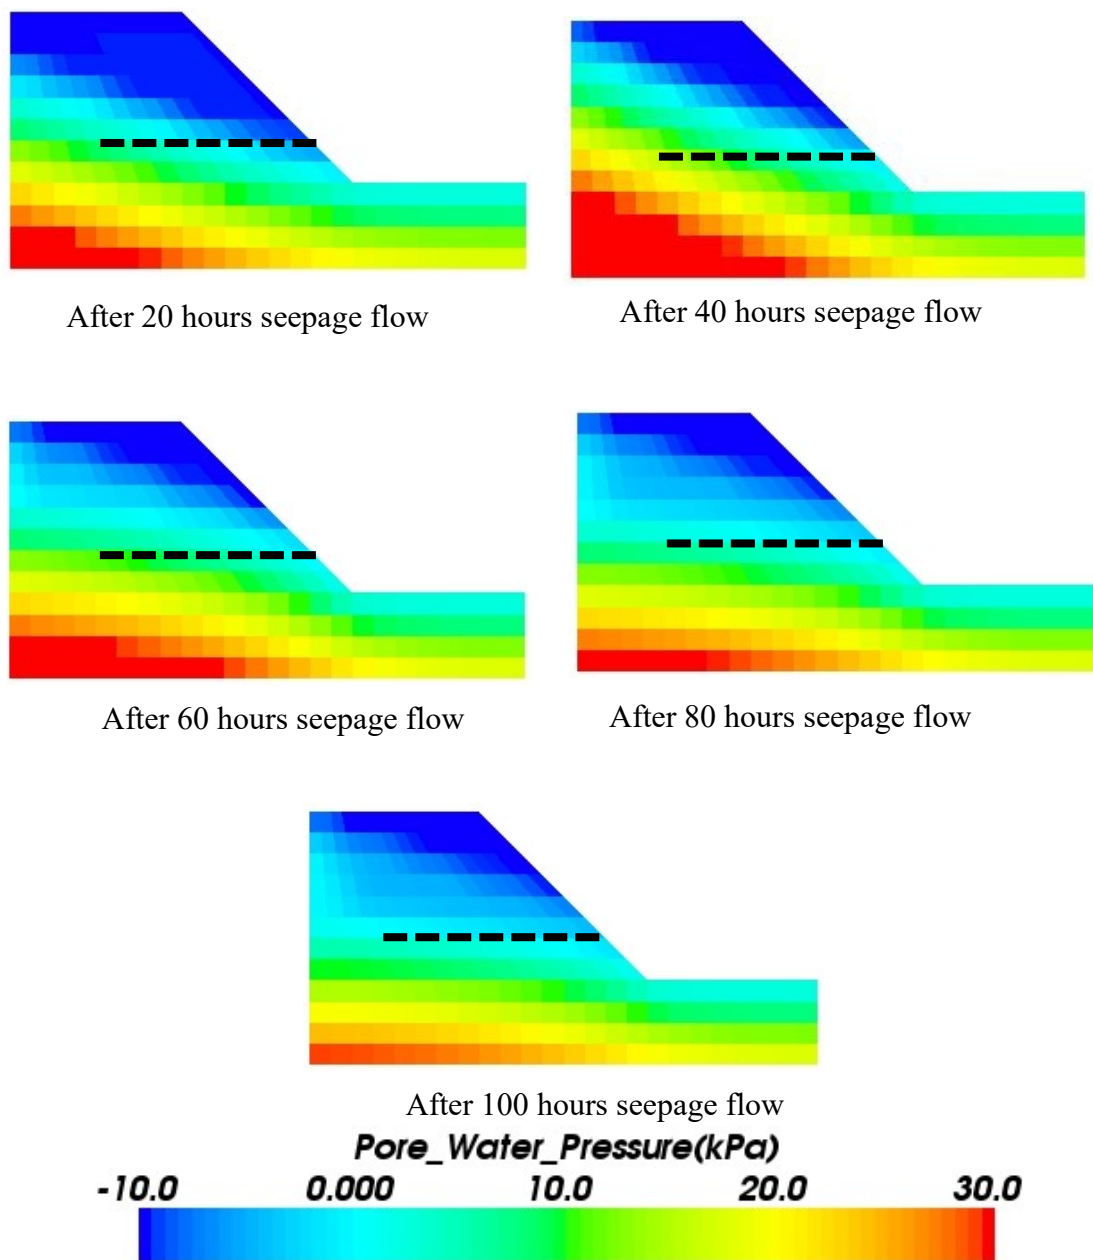 After 20 hours seepage flow
After 40 hours seepage flow
After 60 hours seepage flow
After 80 hours seepage flow
After 100 hours seepage flow
Pore_Water_Pressure(kPa)
-10.0 0.000 10.0 20.0 30.0